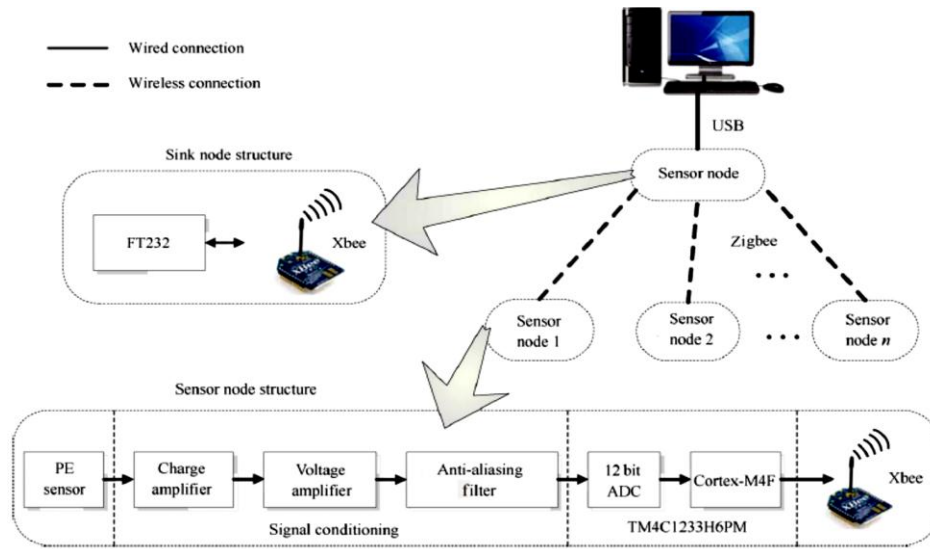 Wired connection
Wireless connection
USB
Sink node structure
Sensor node
FT232
Xbee
Zigbee
Sensor
node 1
Sensor
node 2
Sensor
node n
Sensor node structure
PE
sensor
Charge
amplifier
Voltage
amplifier
Anti-aliasing
filter
12 bit
ADC
Cortex-M4F
Xbee
Signal conditioning
TM4C1233H6PM